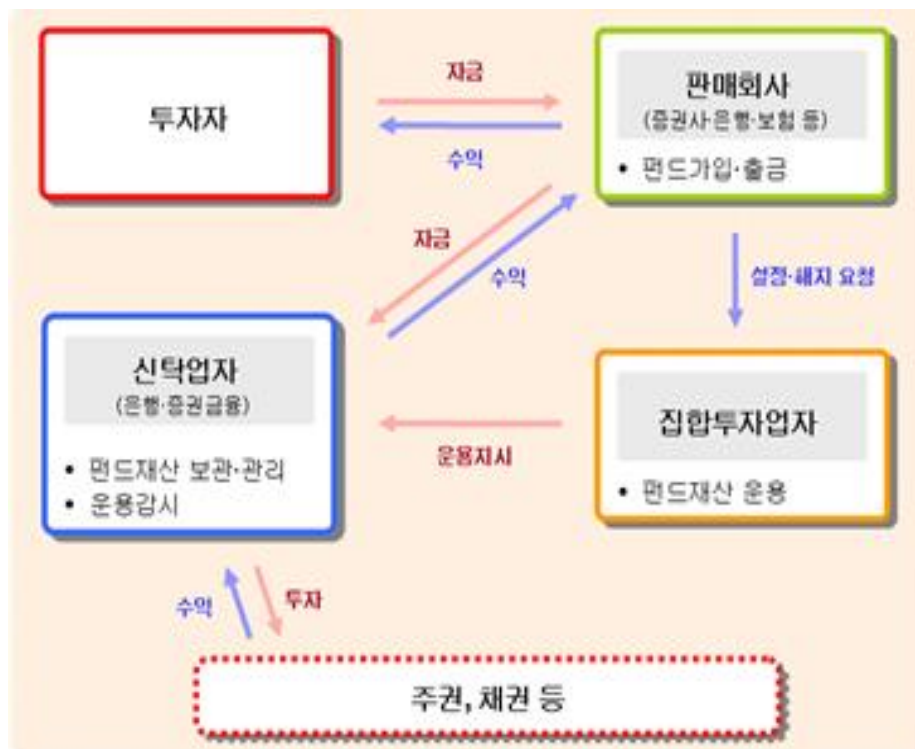 투자자
자금
수익
판매회사
(증권사·은행·보험 등)
• 펀드가입·출금
자금
수익
설정·해지 요청
신탁업자
(은행·증권금융)
• 펀드재산 보관·관리
• 운용감시
운용지시
집합투자업자
• 펀드재산 운용
수익
투자
주권, 채권 등